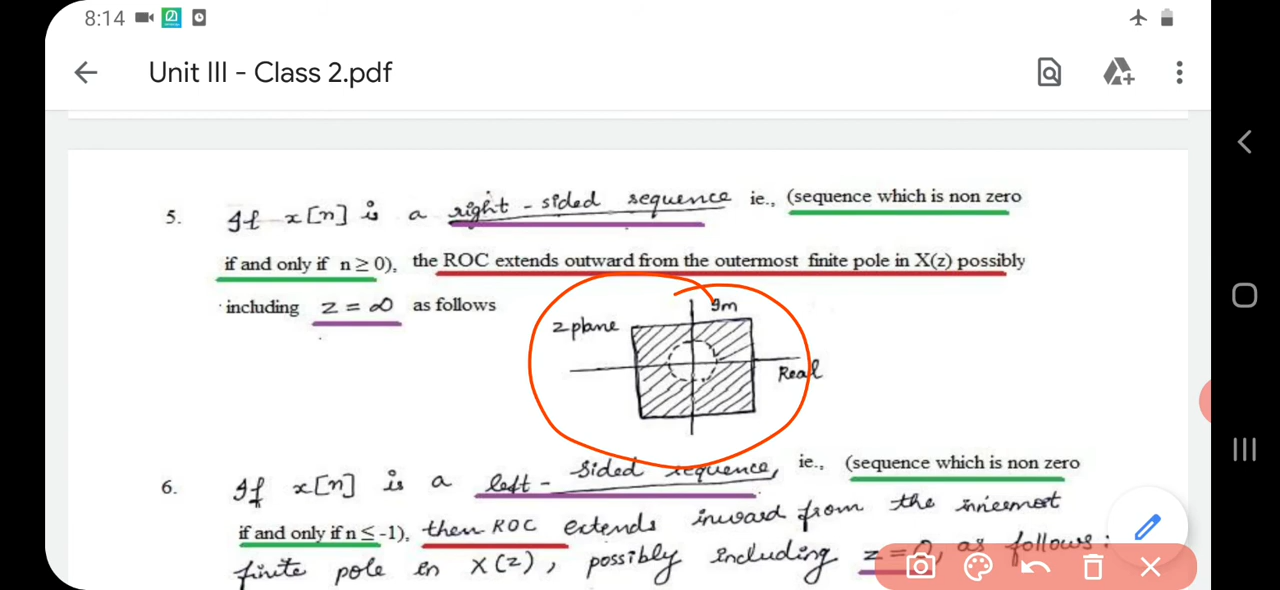 8:14
Unit III - Class 2.pdf
5. If x[n] is a right-sided sequence ie., (sequence which is non zero
if and only if n ≥ 0), the ROC extends outward from the outermost finite pole in X(z) possibly
including z = ∞ as follows
Im
z plane
Real
6. If x[n] is a left-sided sequence, ie., (sequence which is non zero
if and only if n ≤ -1), then ROC extends inward from the innermost
finite pole in X(z), possibly including z = 0, as follows: